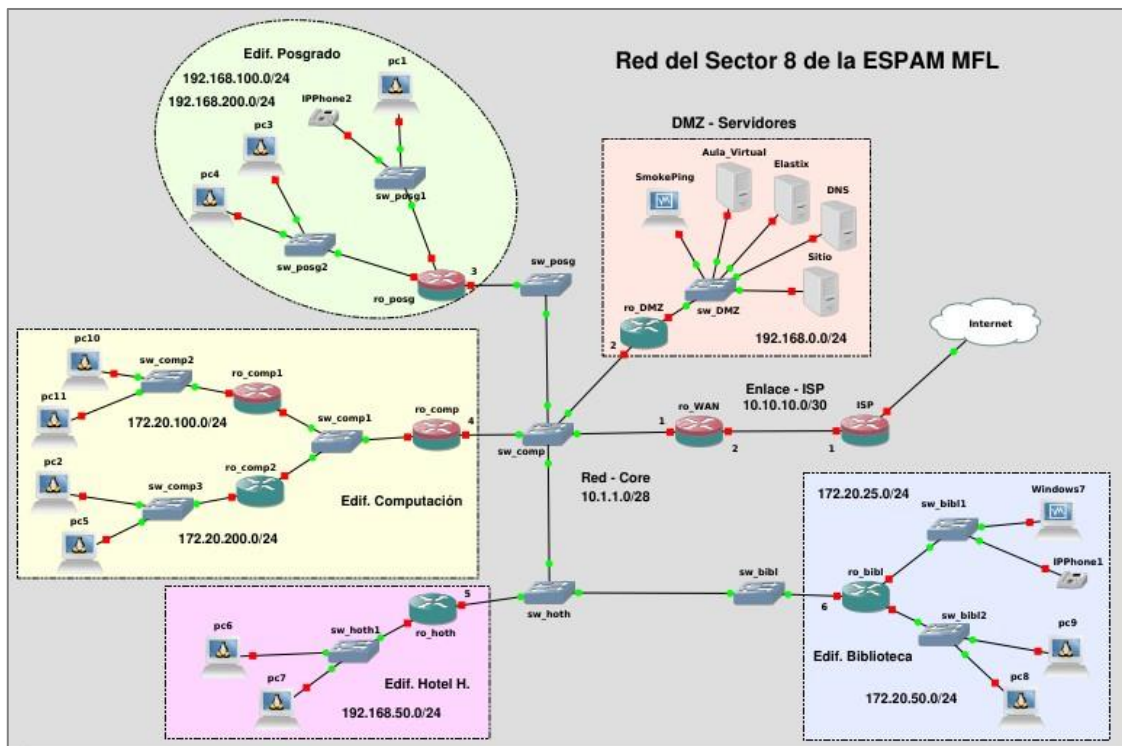 Red del Sector 8 de la ESPAM MFL
Edif. Posgrado
192.168.100.0/24
192.168.200.0/24
pc1
IPPhone2
pc3
pc4
sw_posg1
sw_posg2
ro_posg
3
sw_posg
DMZ - Servidores
Aula_Virtual
Elastix
SmokePing
DNS
Sitio
sw_DMZ
ro_DMZ
2
192.168.0.0/24
Internet
pc10
sw_comp2
ro_comp1
pc11
172.20.100.0/24
sw_comp1
ro_comp
4
pc2
sw_comp3
ro_comp2
pc5
172.20.200.0/24
Edif. Computación
sw_comp
Red - Core
10.1.1.0/28
Enlace - ISP
10.10.10.0/30
ro_WAN
1
2
ISP
1
172.20.25.0/24
Windows7
sw_bibl1
IPPhone1
sw_bibl
ro_bibl
6
sw_bibl2
pc9
Edif. Biblioteca
pc8
172.20.50.0/24
sw_hoth
5
ro_hoth
sw_hoth1
pc6
pc7
Edif. Hotel H.
192.168.50.0/24